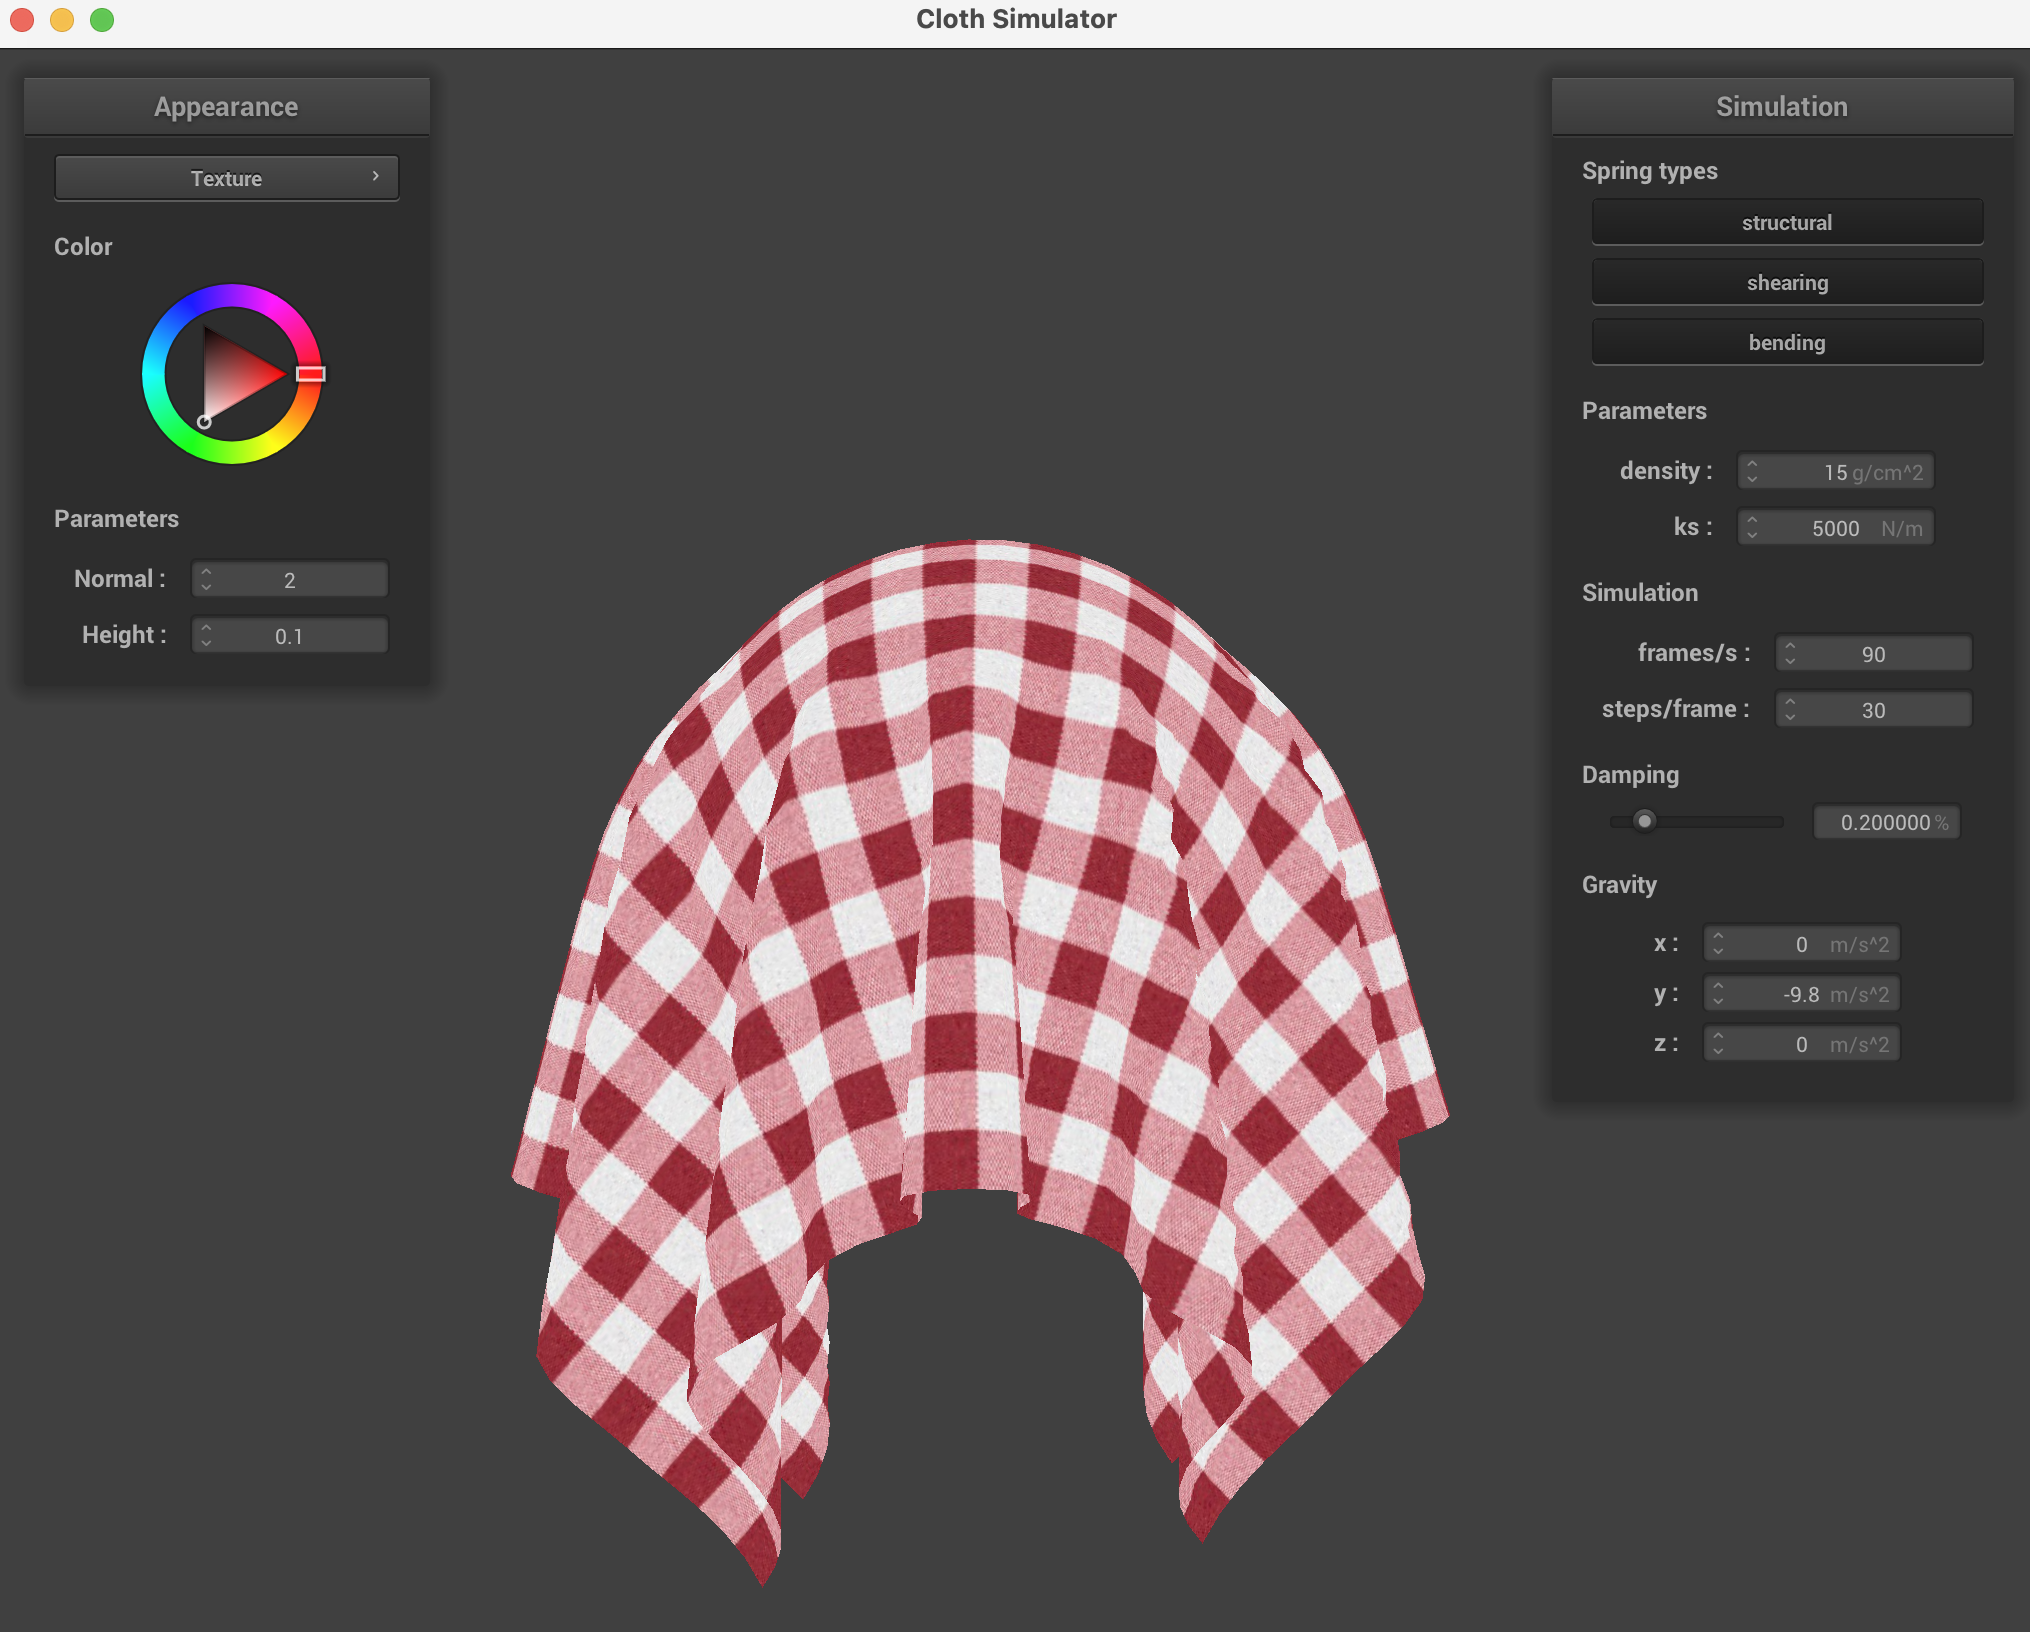 Cloth Simulator
Appearance
Texture
Color
Parameters
Normal : 2
Height : 0.1
Simulation
Spring types
structural
shearing
bending
Parameters
density : 15 g/cm^2
ks : 5000 N/m
Simulation
frames/s : 90
steps/frame : 30
Damping
0.200000 %
Gravity
x : 0 m/s^2
y : -9.8 m/s^2
z : 0 m/s^2